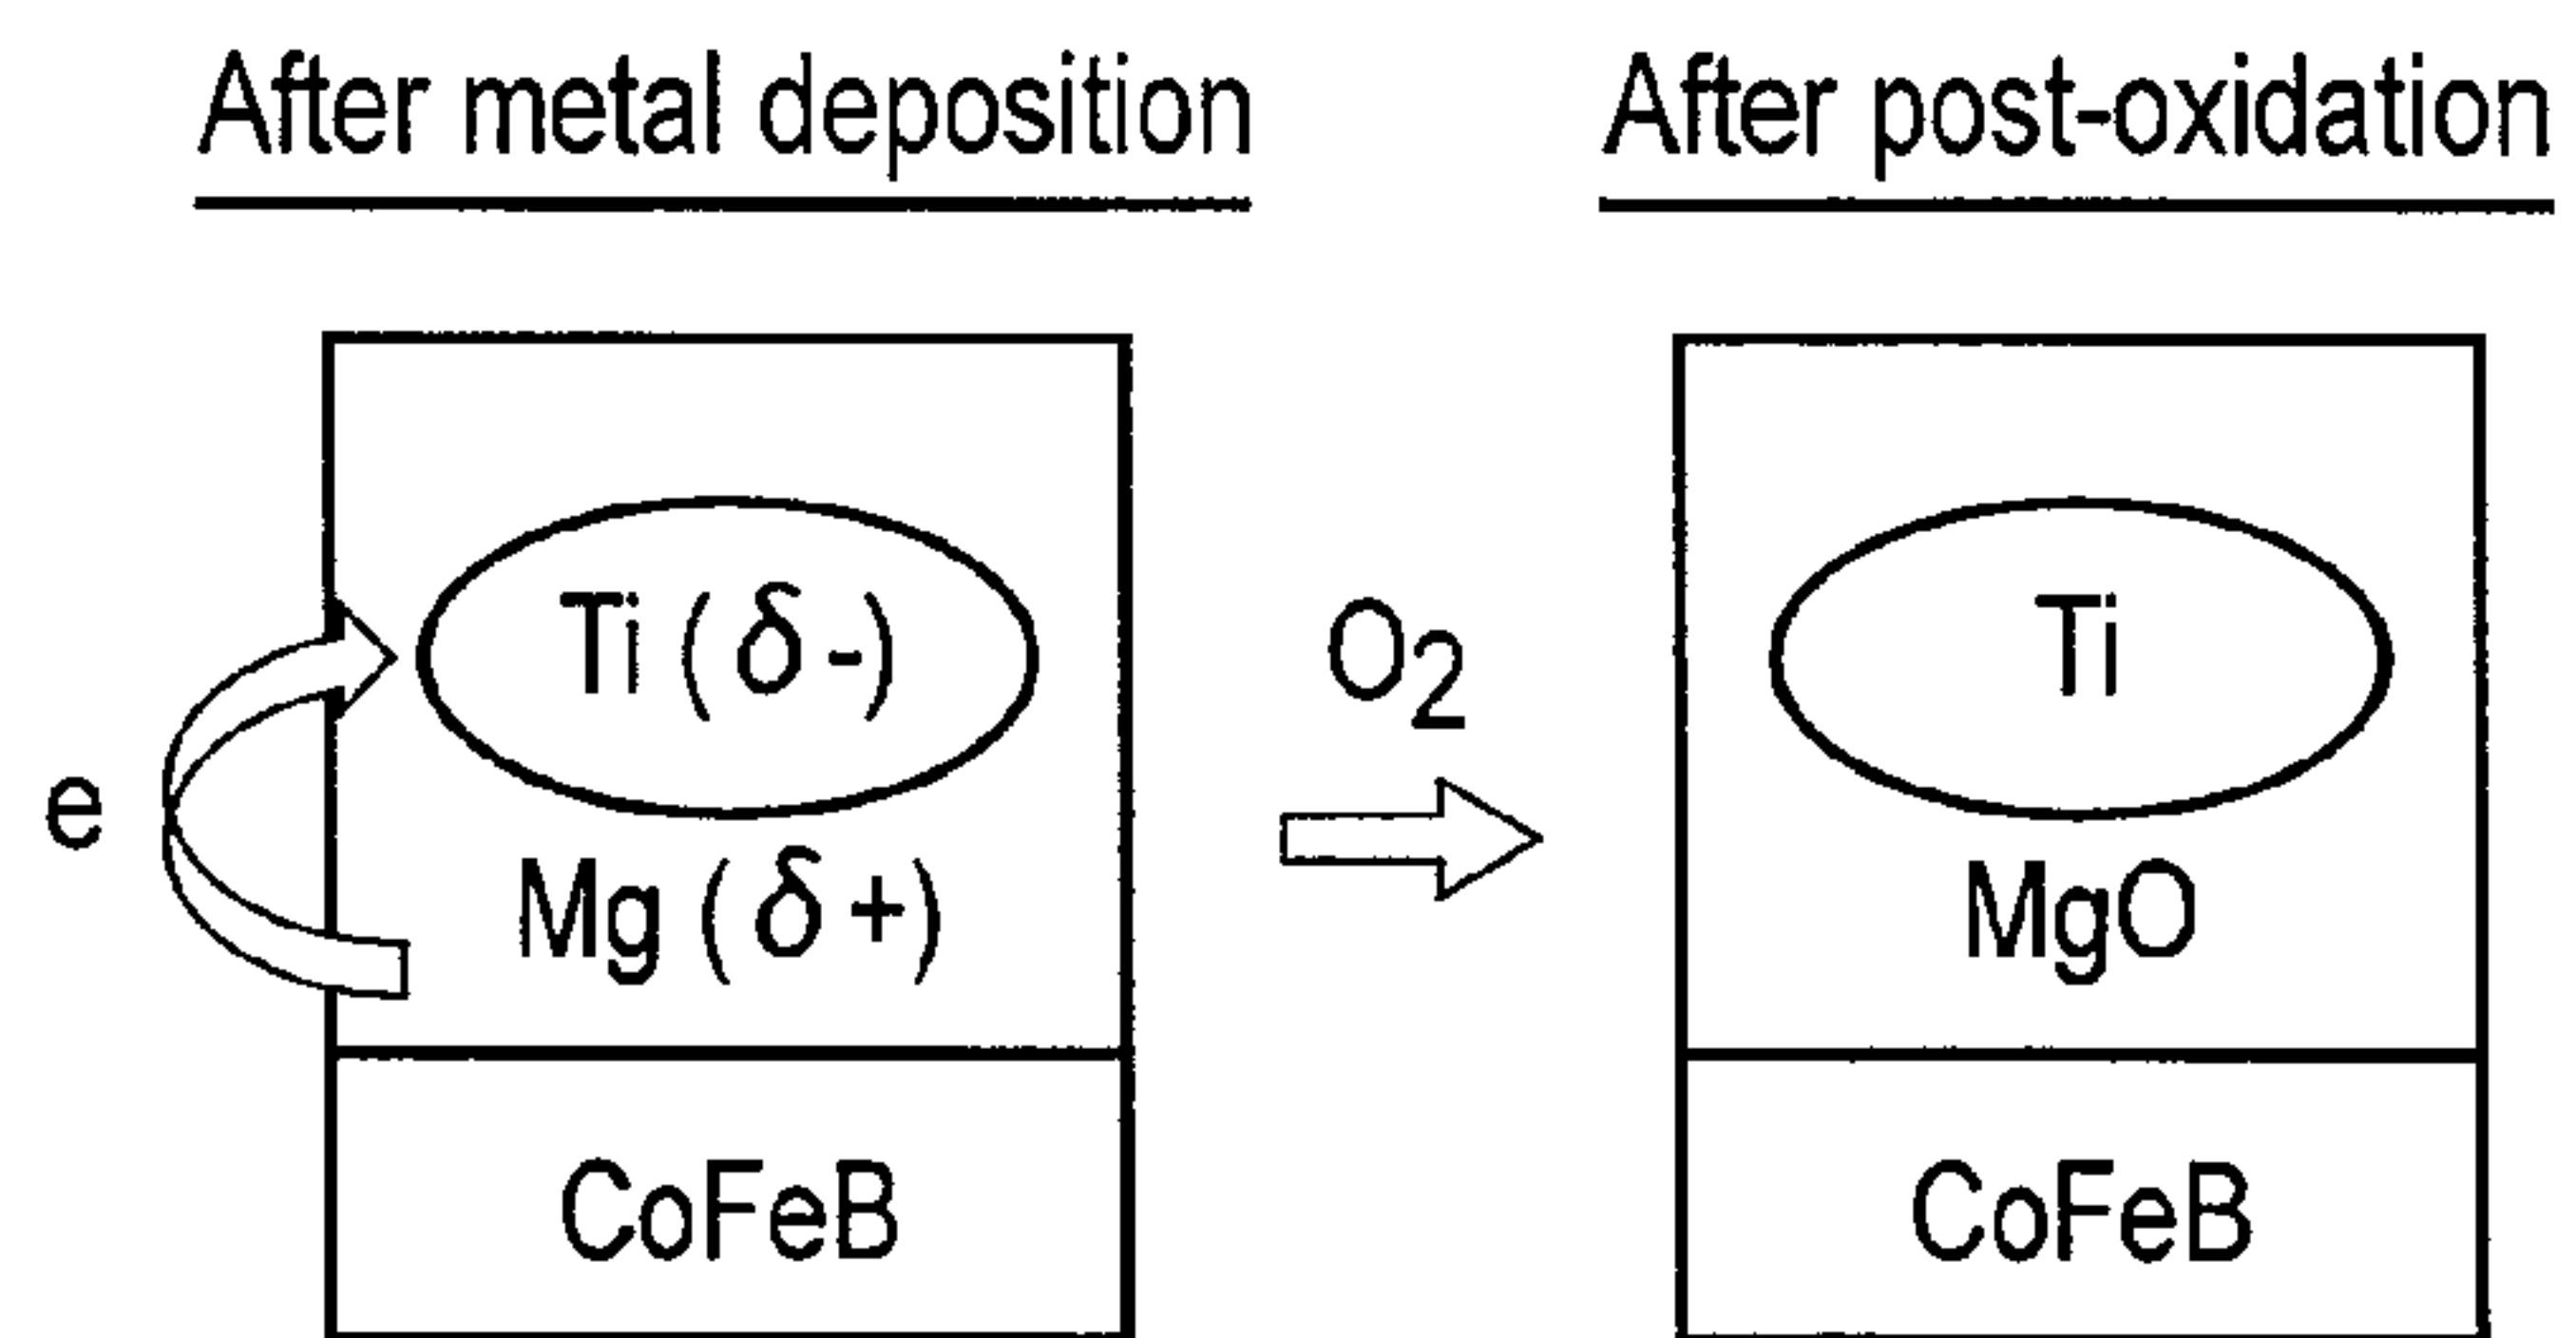 After metal deposition
After post-oxidation
Ti (δ-)
e
Mg (δ+)
CoFeB
O2
Ti
MgO
CoFeB